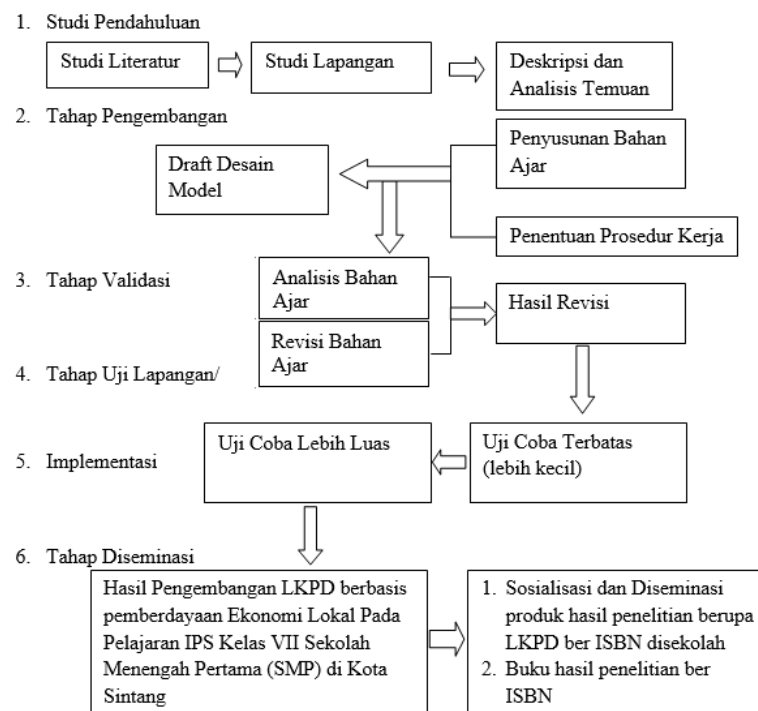 1. Studi Pendahuluan
Studi Literatur
Studi Lapangan
Deskripsi dan
Analisis Temuan
2. Tahap Pengembangan
Penyusunan Bahan
Ajar
Draft Desain
Model
Penentuan Prosedur Kerja
3. Tahap Validasi
Analisis Bahan
Ajar
Revisi Bahan
Ajar
Hasil Revisi
4. Tahap Uji Lapangan/
5. Implementasi
Uji Coba Lebih Luas
Uji Coba Terbatas
(lebih kecil)
6. Tahap Diseminasi
Hasil Pengembangan LKPD berbasis
pemberdayaan Ekonomi Lokal Pada
Pelajaran IPS Kelas VII Sekolah
Menengah Pertama (SMP) di Kota
Sintang
1. Sosialisasi dan Diseminasi
produk hasil penelitian berupa
LKPD ber ISBN disekolah
2. Buku hasil penelitian ber
ISBN